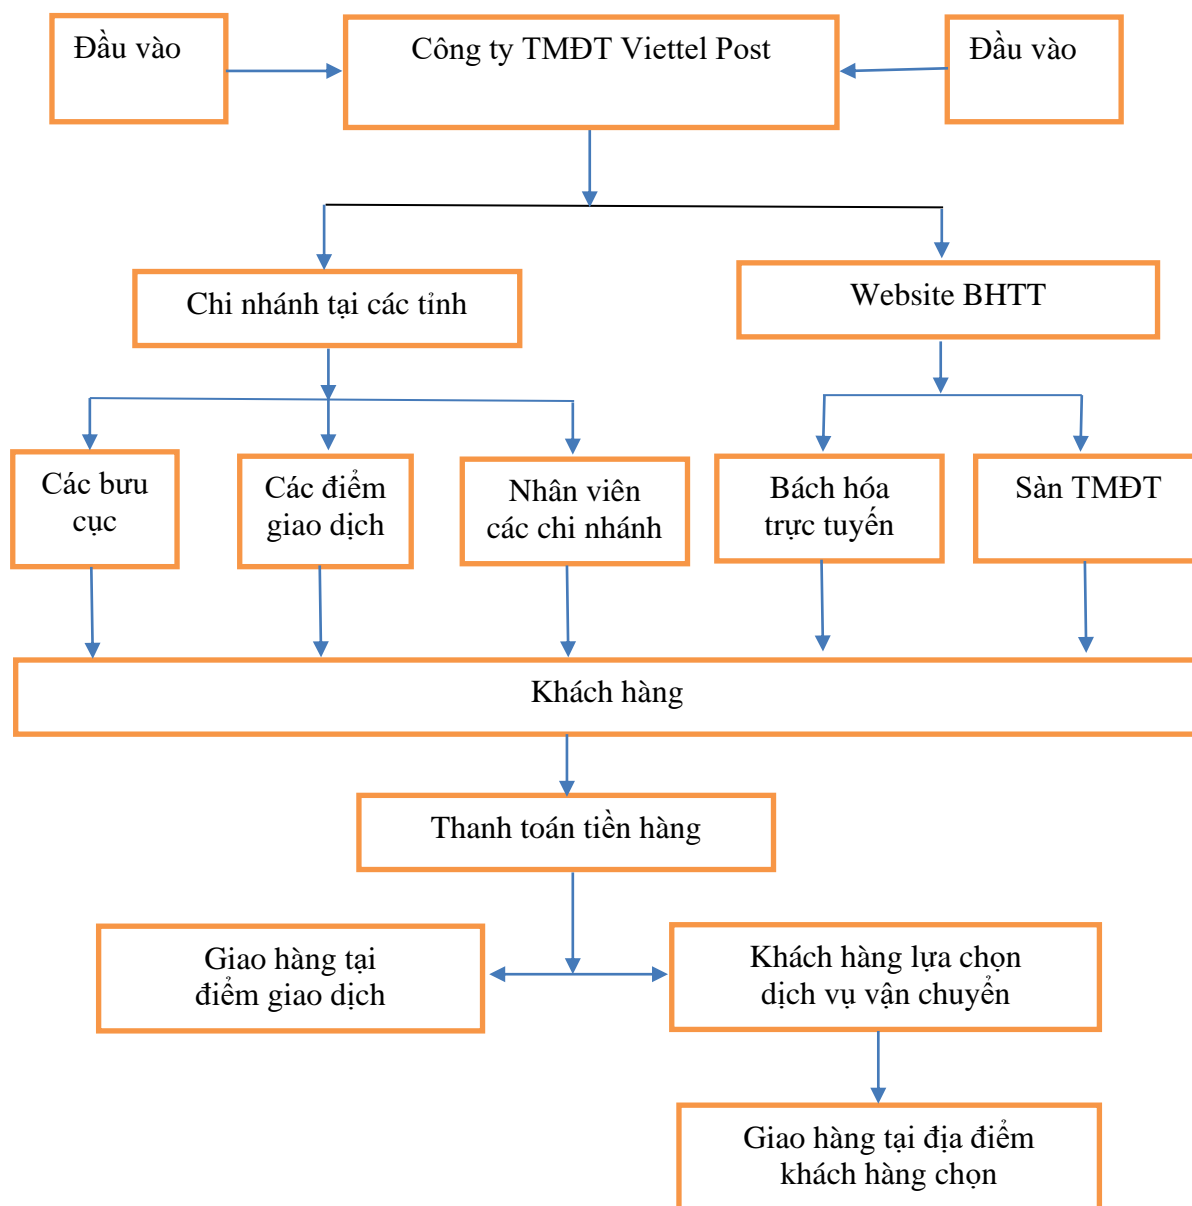 Đầu vào
Công ty TMĐT Viettel Post
Đầu vào
Chi nhánh tại các tỉnh
Website BHTT
Các bưu
cục
Các điểm
giao dịch
Nhân viên
các chi nhánh
Bách hóa
trực tuyến
Sàn TMĐT
Khách hàng
Thanh toán tiền hàng
Giao hàng tại
điểm giao dịch
Khách hàng lựa chọn
dịch vụ vận chuyển
Giao hàng tại địa điểm
khách hàng chọn